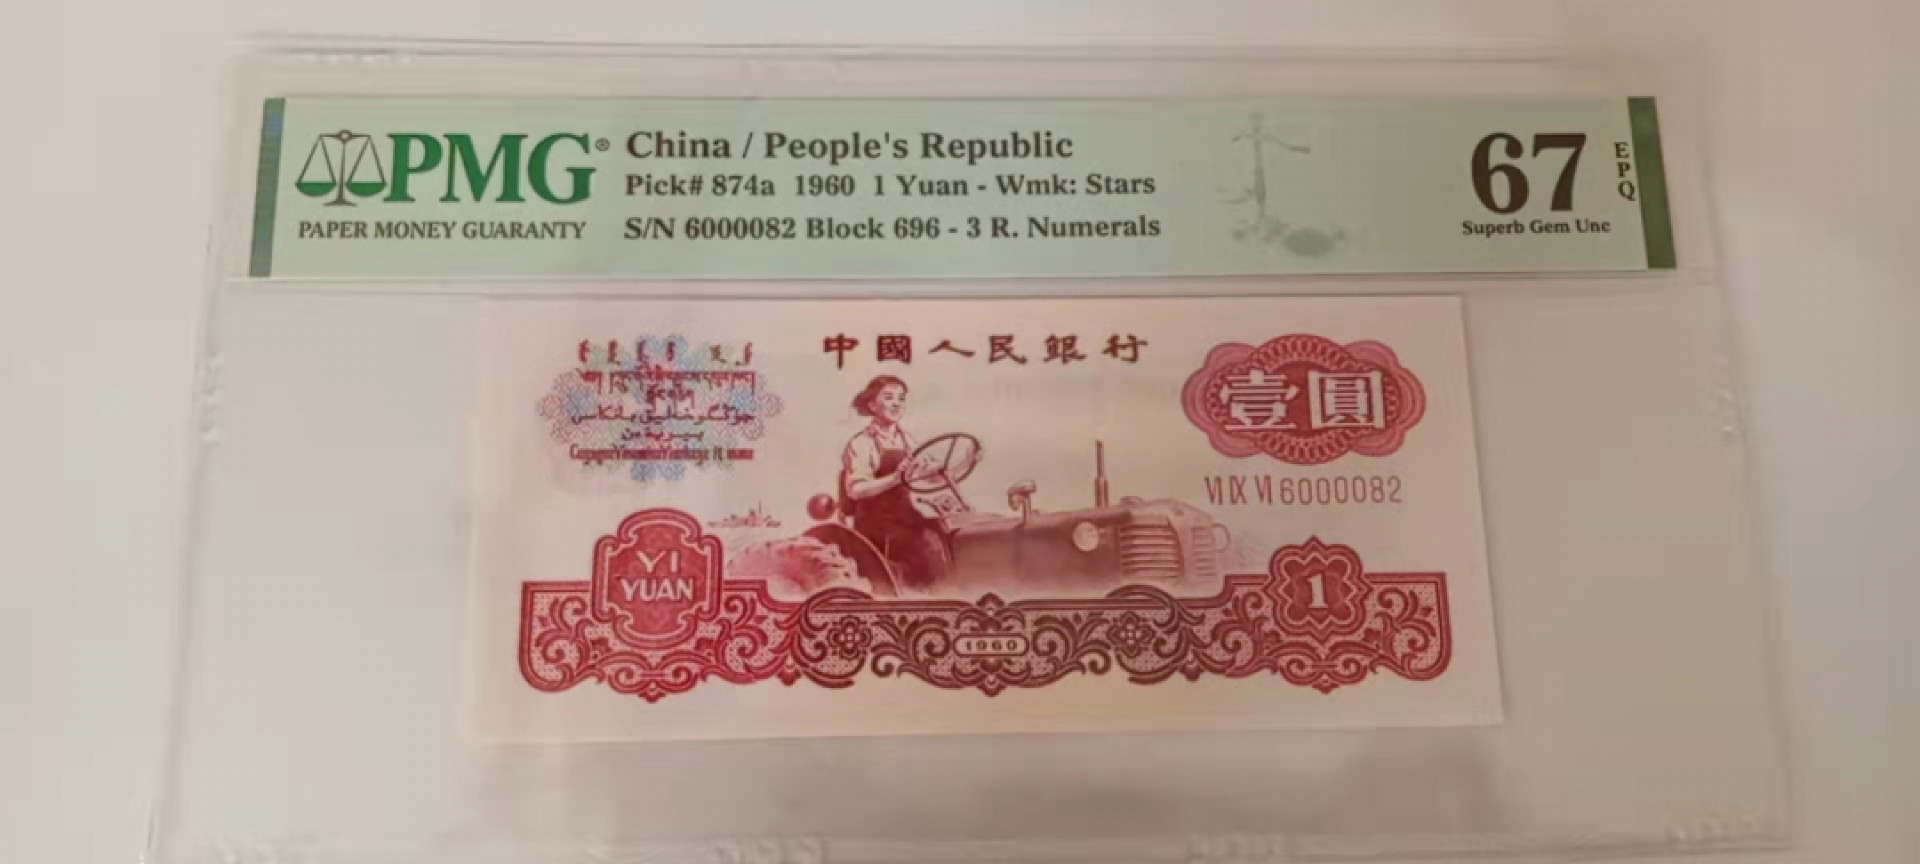 PMG®
PAPER MONEY GUARANTY
China / People's Republic
Pick# 874a 1960 1 Yuan - Wmk: Stars
S/N 6000082 Block 696 - 3 R. Numerals
67
EPQ
Superb Gem Unc
中國人民銀行
壹圓
VI IX VI 6000082
YI
YUAN
1960
1